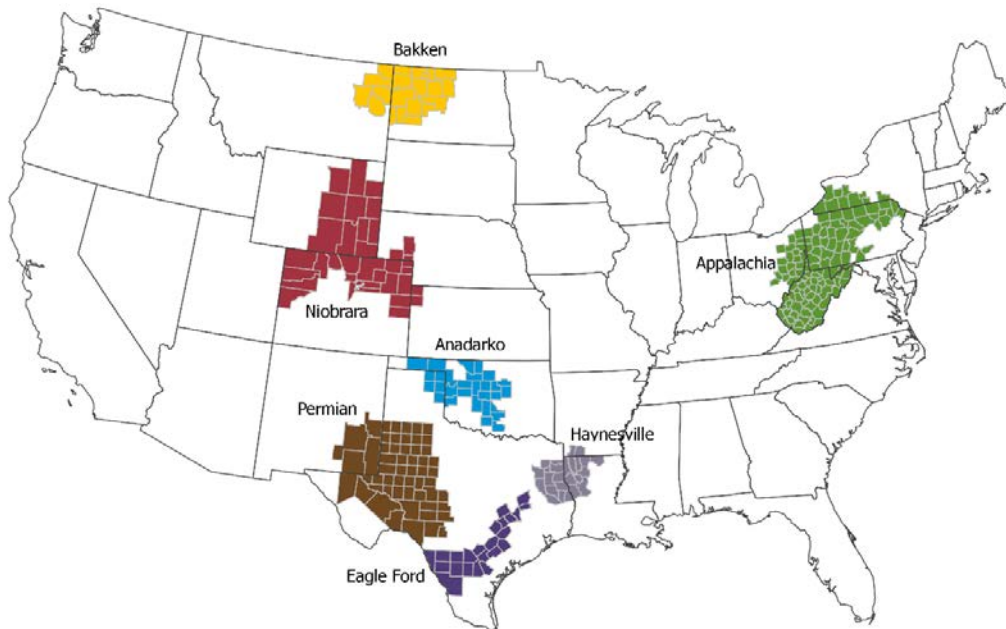 Bakken
Appalachia
Niobrara
Anadarko
Permian
Haynesville
Eagle Ford